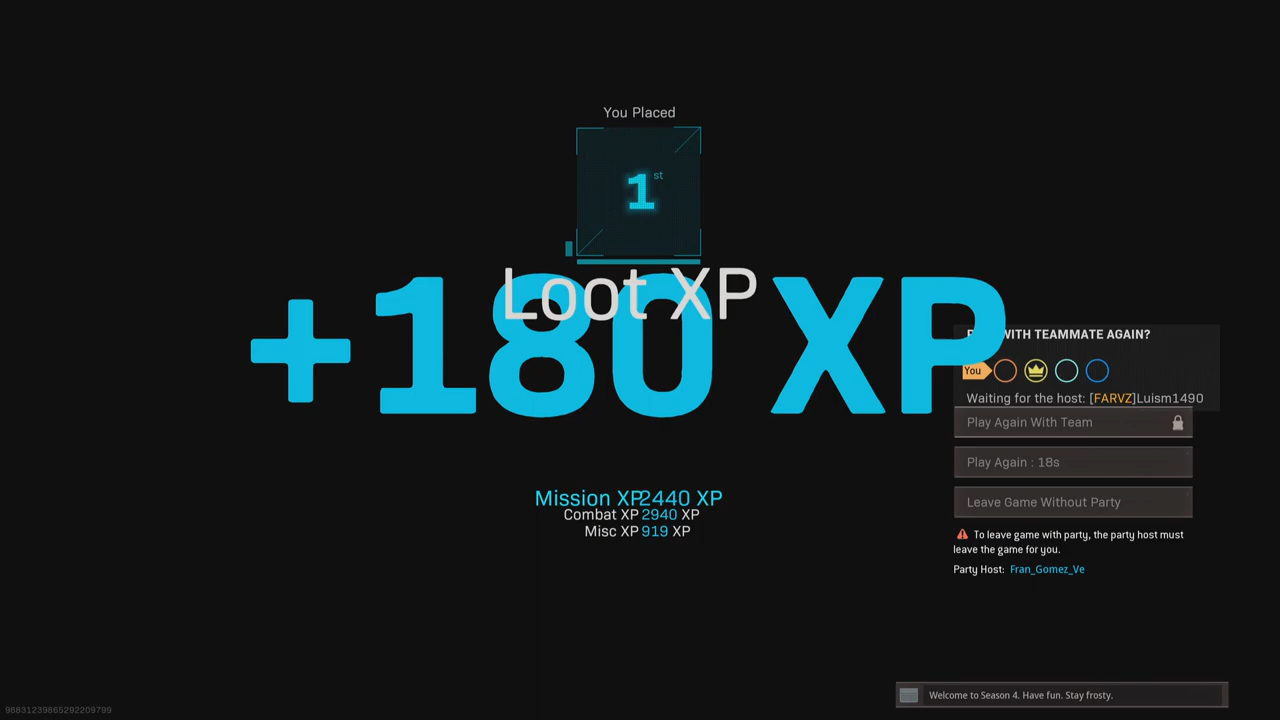 You Placed
1st
Loot XP
+180 XP
WITH TEAMMATE AGAIN?
You
Waiting for the host: [FARVZ]Luism1490
Play Again With Team
Play Again : 18s
Mission XP 2440 XP
Leave Game Without Party
Combat XP 2940 XP
Misc XP 919 XP
To leave game with party, the party host must
leave the game for you.
Party Host: Fran_Gomez_Ve
Welcome to Season 4. Have fun. Stay frosty.
98831239865292209799